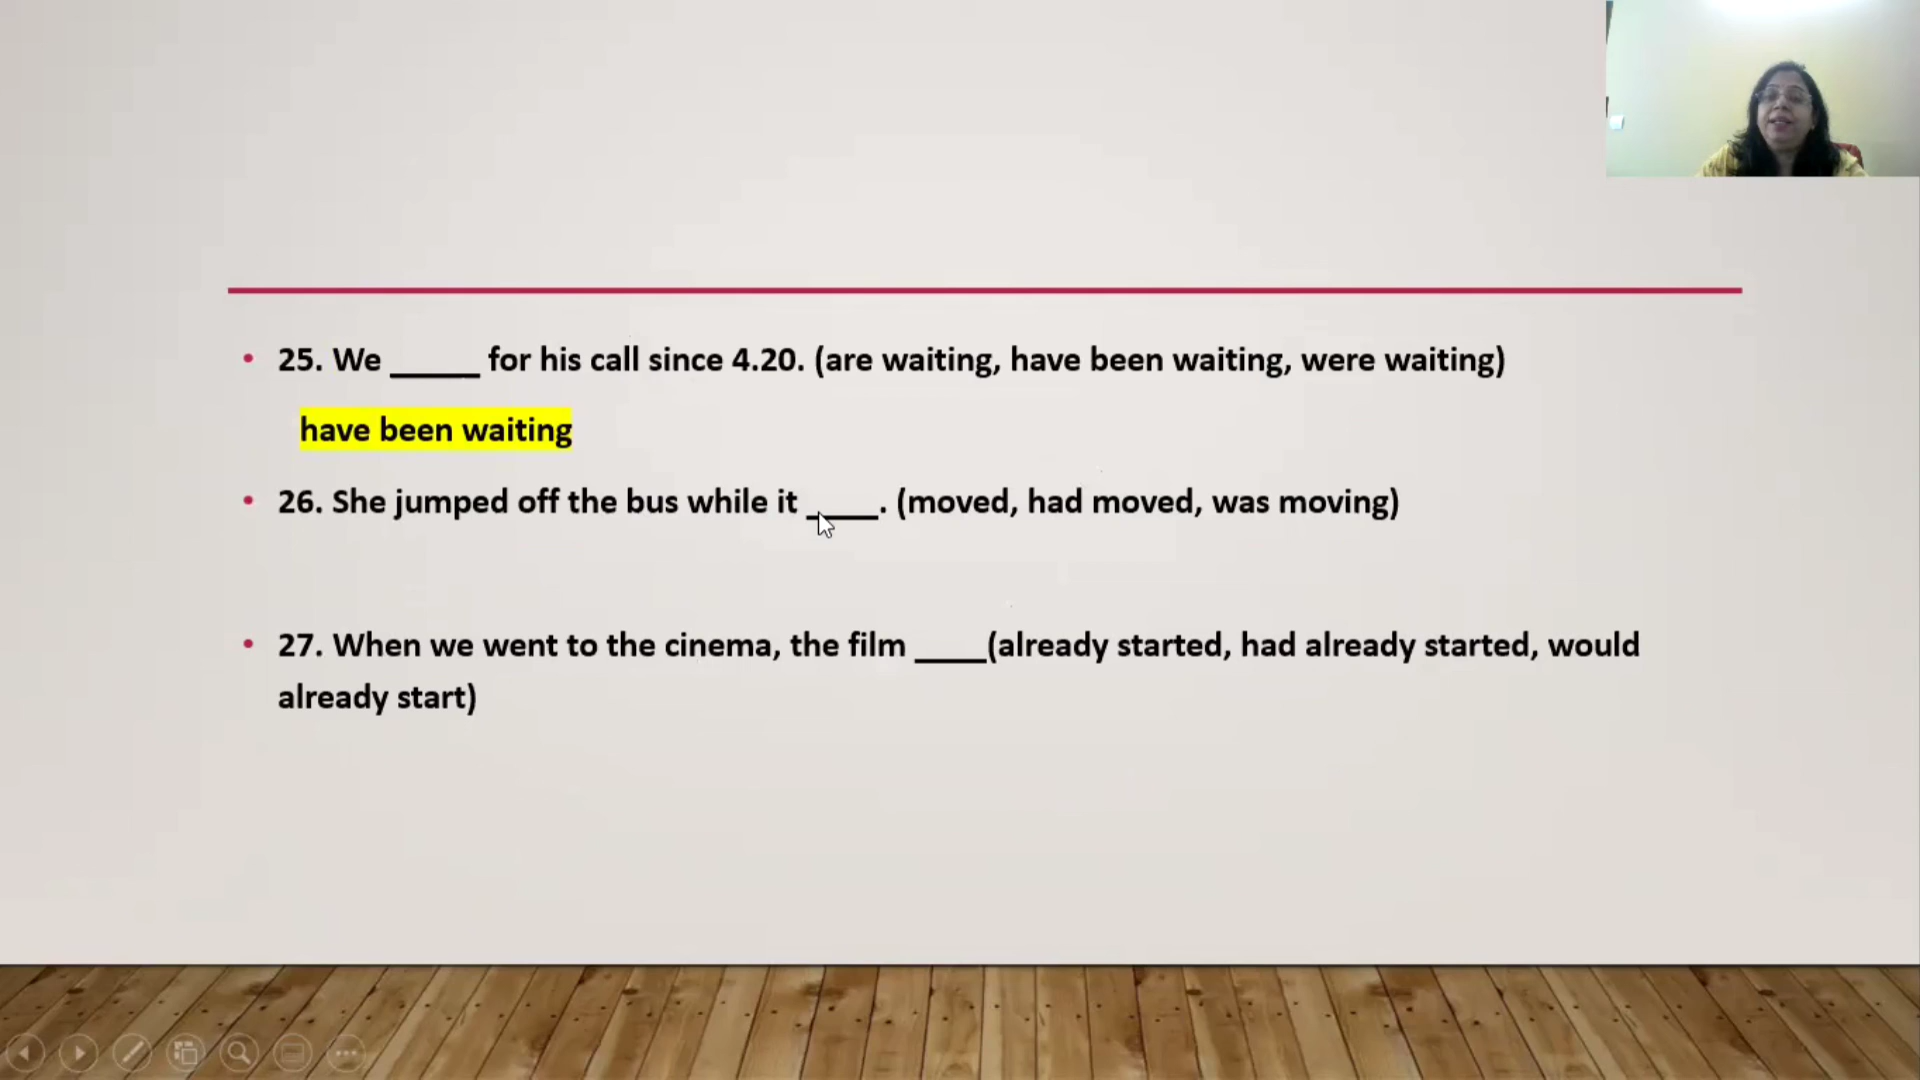 25. We _____ for his call since 4.20. (are waiting, have been waiting, were waiting)
have been waiting
26. She jumped off the bus while it ____. (moved, had moved, was moving)
27. When we went to the cinema, the film ____(already started, had already started, would
already start)